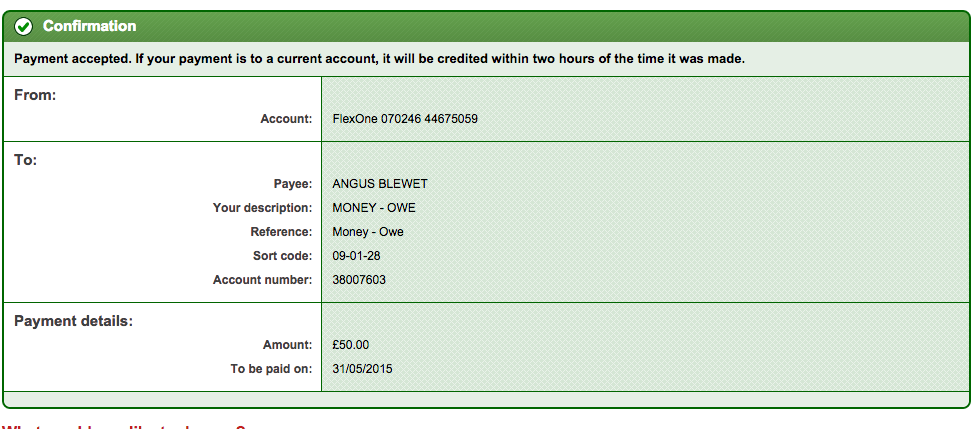 Confirmation
Payment accepted. If your payment is to a current account, it will be credited within two hours of the time it was made.
From:
Account: FlexOne 070246 44675059
To:
Payee: ANGUS BLEWET
Your description: MONEY - OWE
Reference: Money - Owe
Sort code: 09-01-28
Account number: 38007603
Payment details:
Amount: £50.00
To be paid on: 31/05/2015